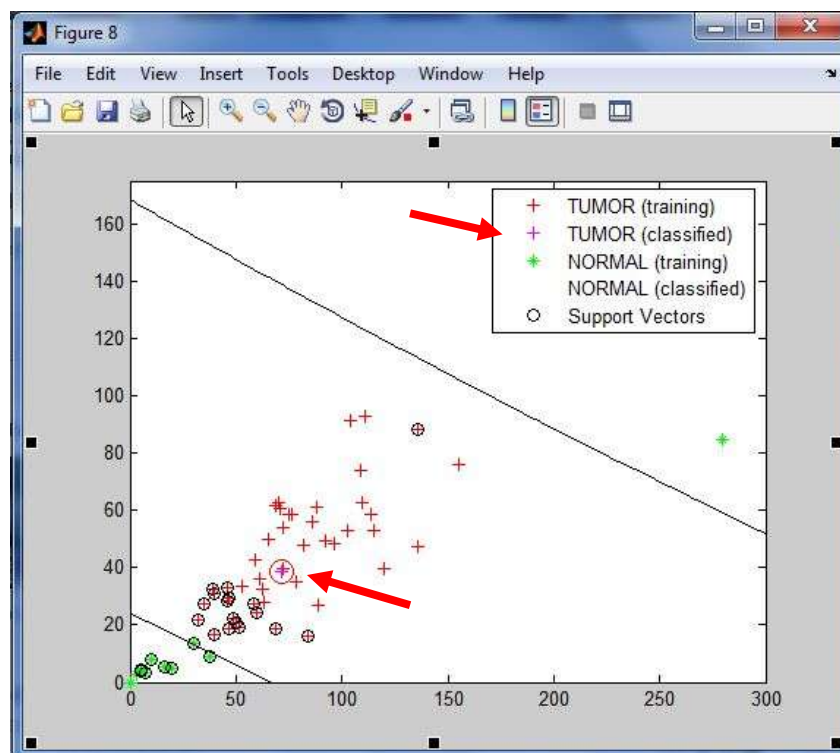 Figure 8
File Edit View Insert Tools Desktop Window Help
160
140
120
100
80
60
40
20
0
0 50 100 150 200 250 300
TUMOR (training)
TUMOR (classified)
NORMAL (training)
NORMAL (classified)
Support Vectors